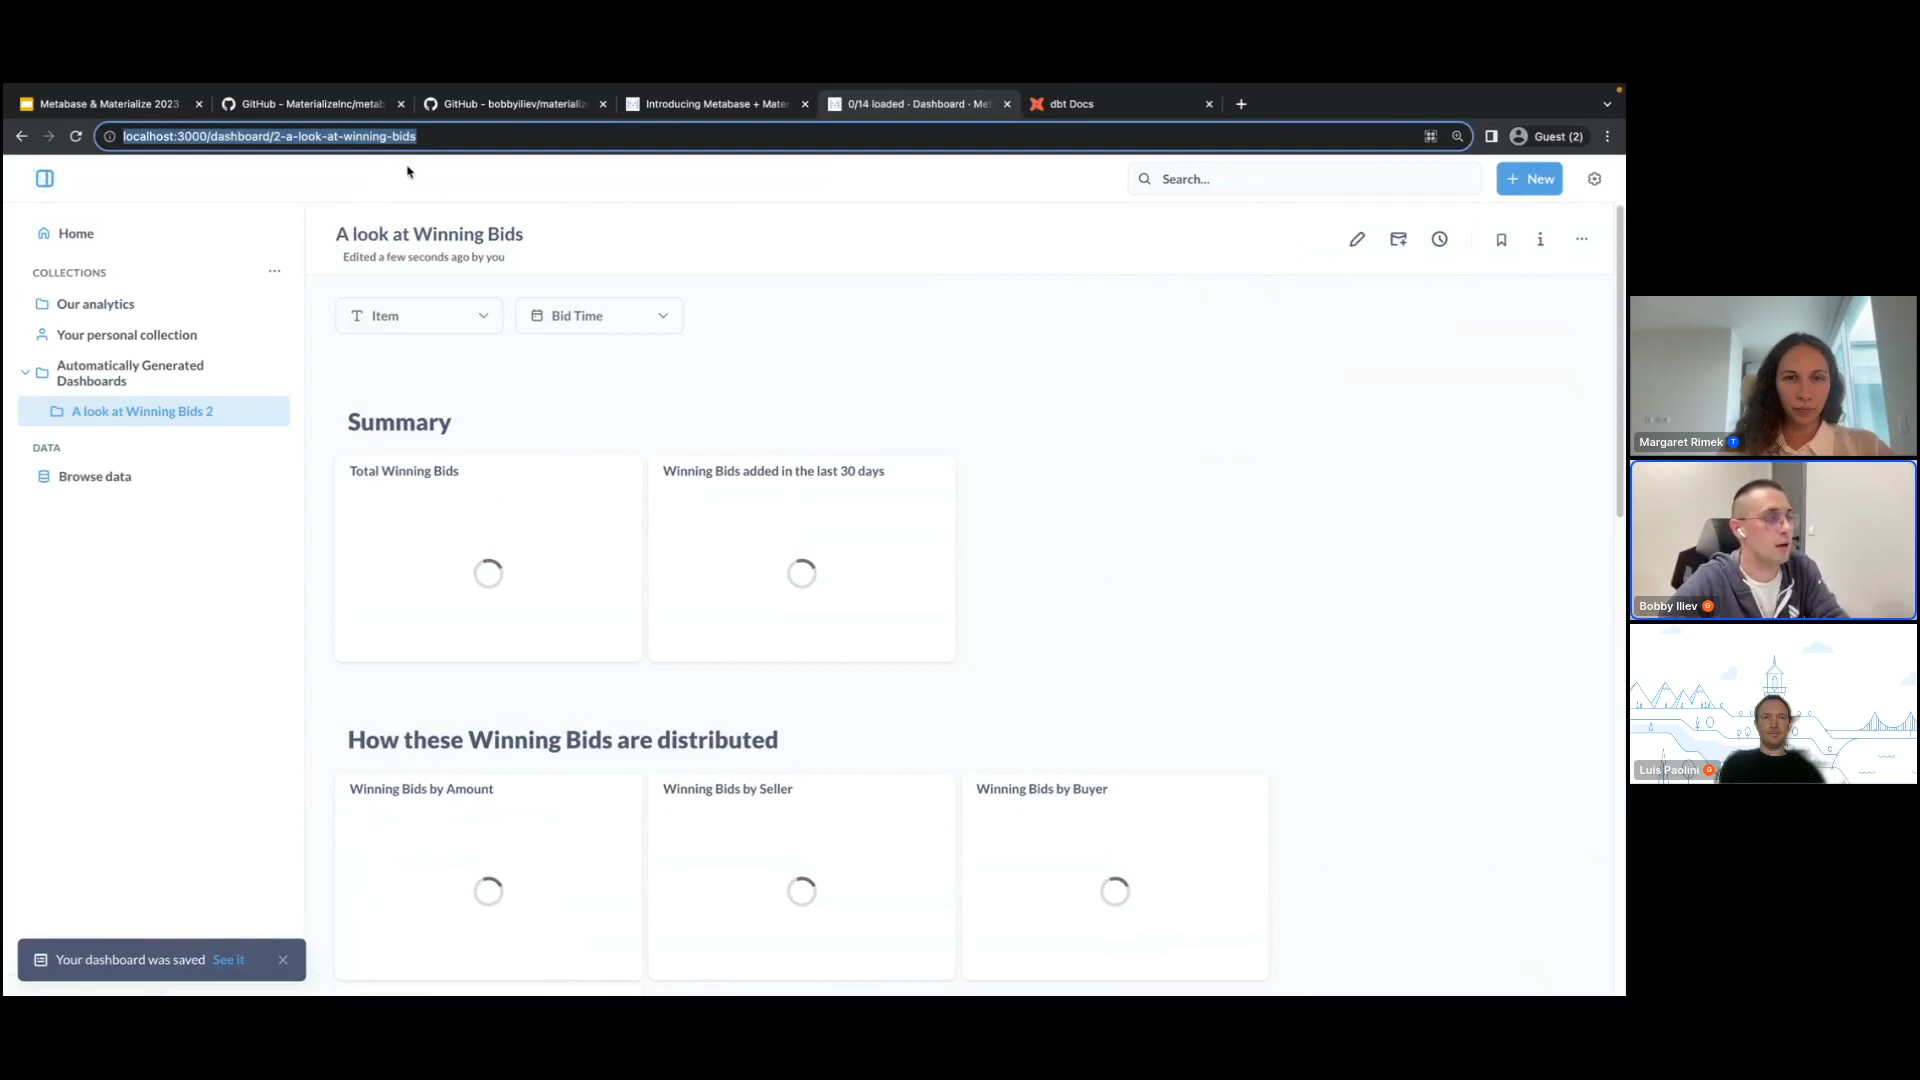 Metabase & Materialize 2023
GitHub - MaterializeInc/metab
GitHub - bobbyiliev/materializ
Introducing Metabase + Mater
0/14 loaded · Dashboard · Met
dbt Docs
localhost:3000/dashboard/2-a-look-at-winning-bids
Guest (2)
Search...
+ New
Home
COLLECTIONS
Our analytics
Your personal collection
Automatically Generated
Dashboards
A look at Winning Bids 2
DATA
Browse data
A look at Winning Bids
Edited a few seconds ago by you
Item
Bid Time
Summary
Total Winning Bids
Winning Bids added in the last 30 days
How these Winning Bids are distributed
Winning Bids by Amount
Winning Bids by Seller
Winning Bids by Buyer
Your dashboard was saved See it
Margaret Rimek
Bobby Iliev
Luis Paolini